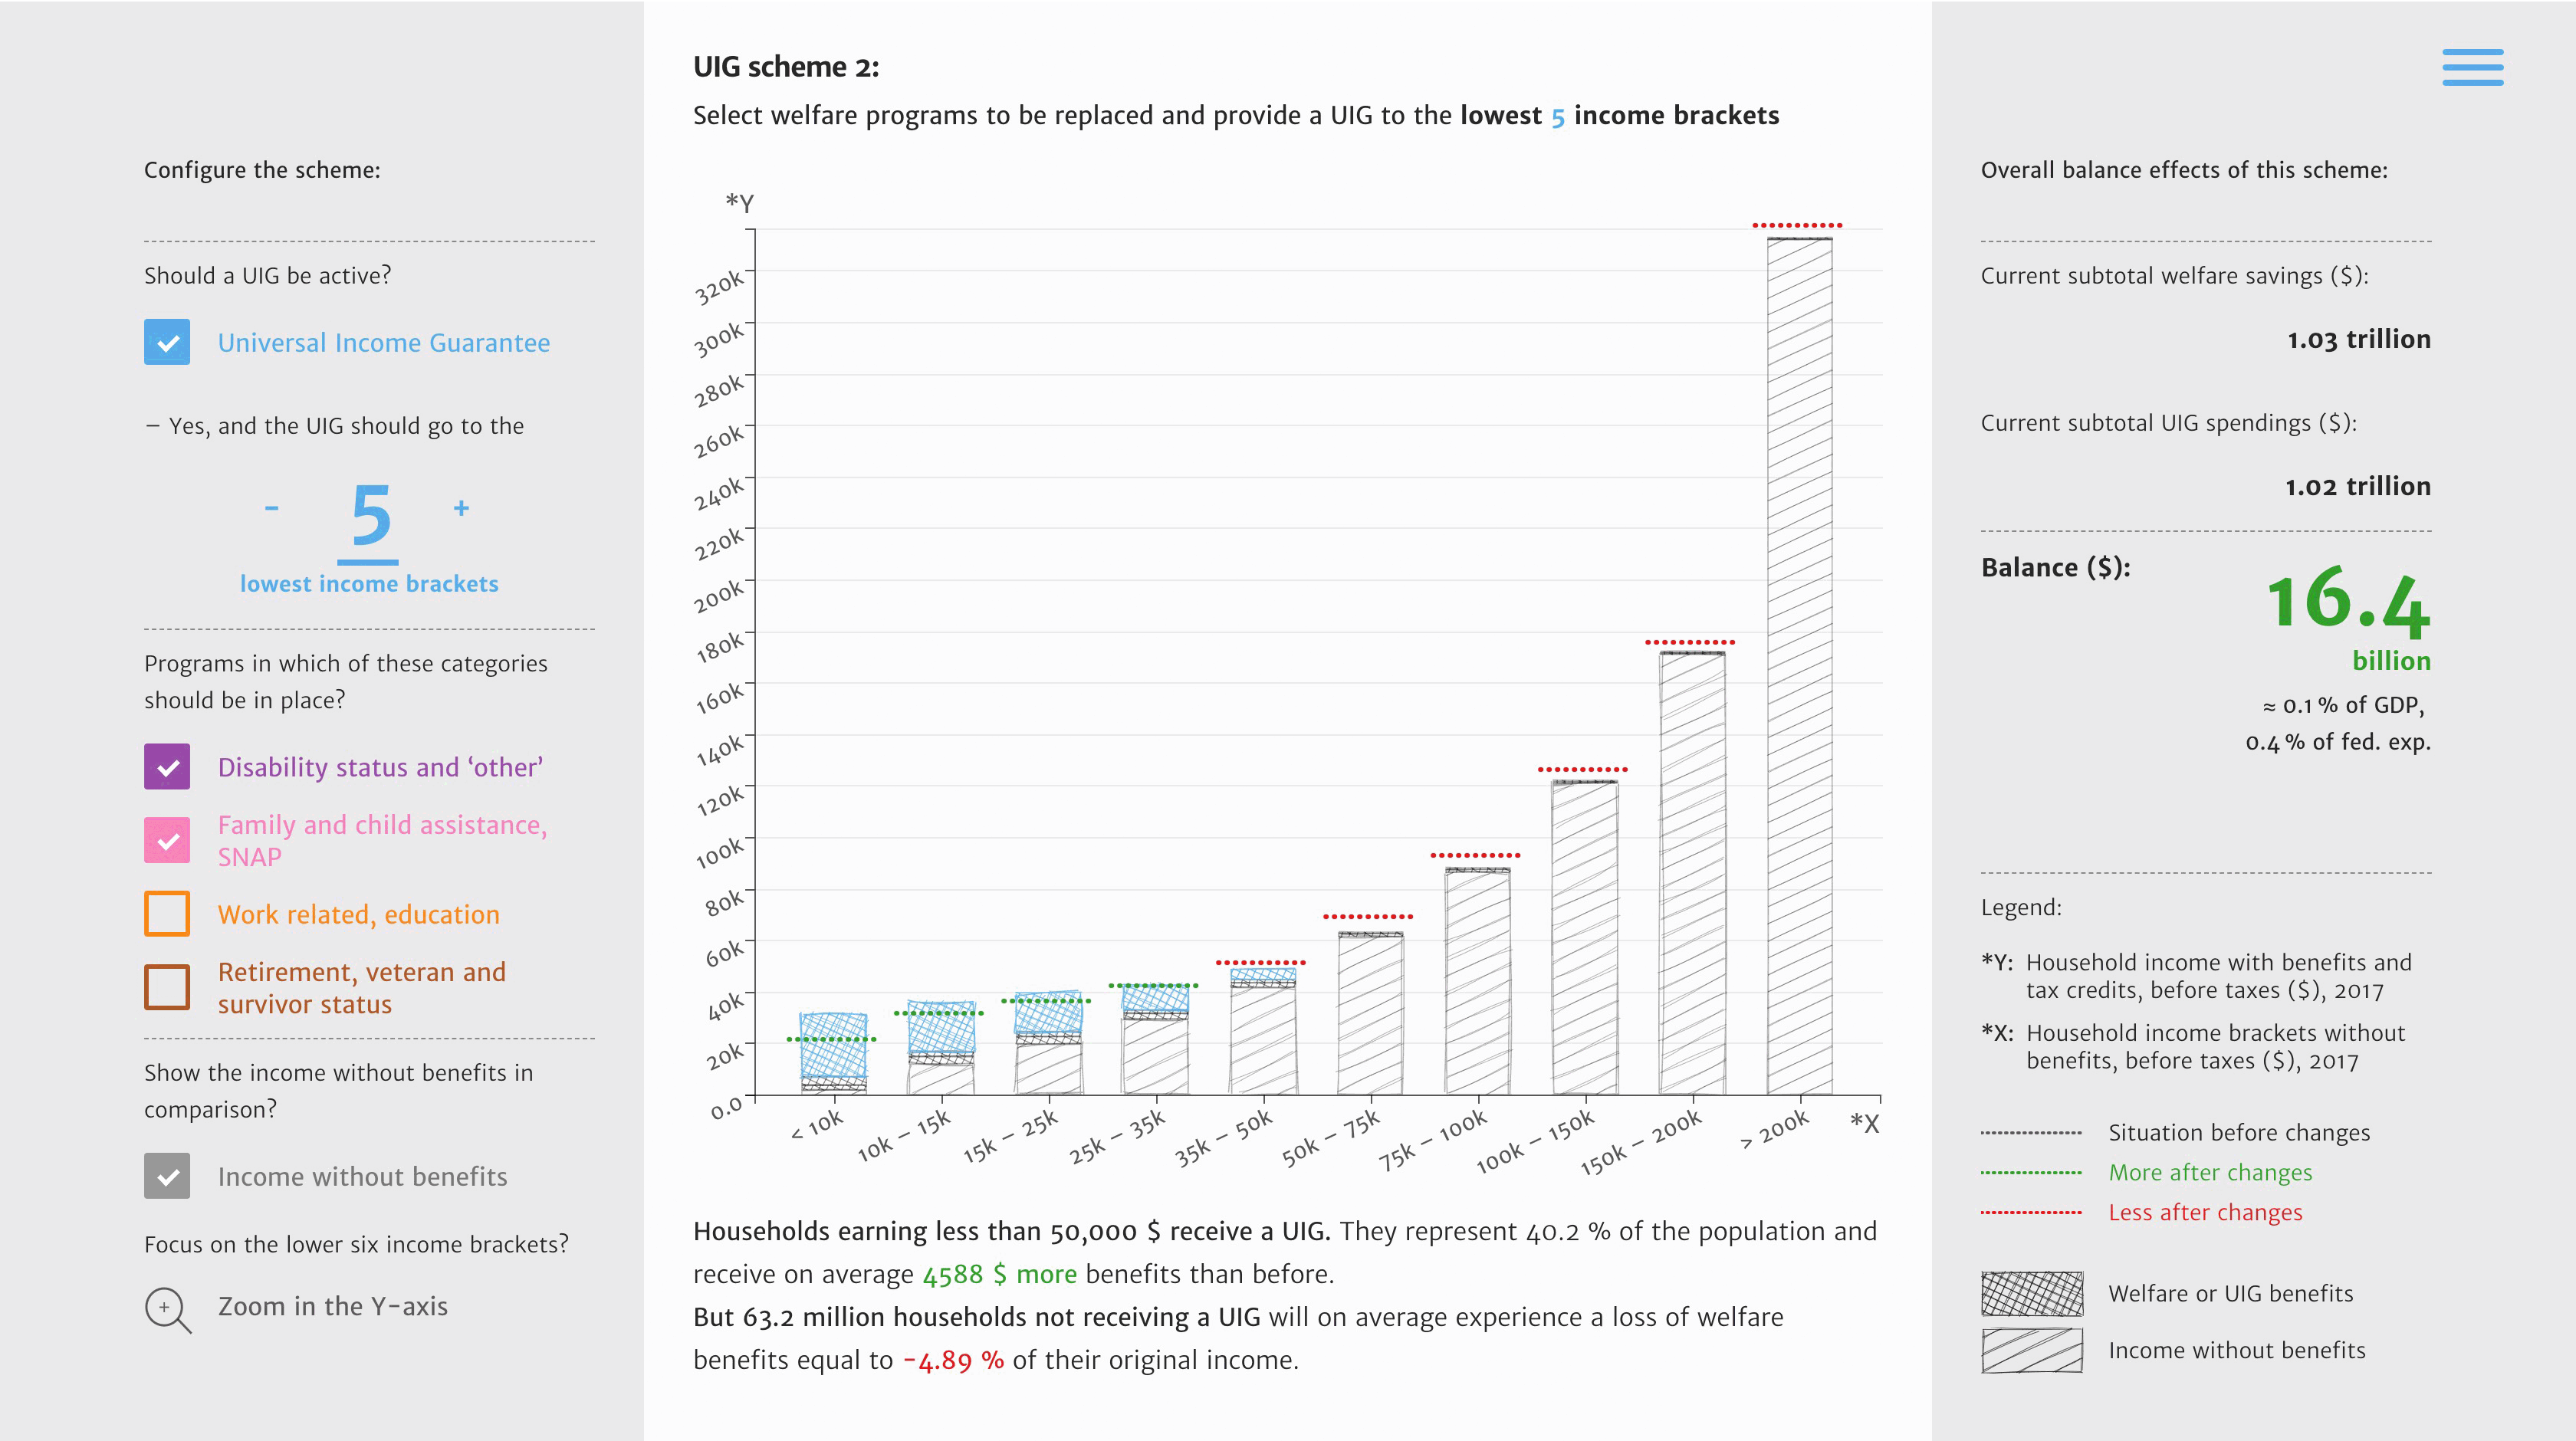 Configure the scheme:
Should a UIG be active?
Universal Income Guarantee
– Yes, and the UIG should go to the
- 5 +
lowest income brackets
Programs in which of these categories
should be in place?
Disability status and ‘other’
Family and child assistance,
SNAP
Work related, education
Retirement, veteran and
survivor status
Show the income without benefits in
comparison?
Income without benefits
Focus on the lower six income brackets?
+
Zoom in the Y-axis
UIG scheme 2:
Select welfare programs to be replaced and provide a UIG to the lowest 5 income brackets
*Y
320k
300k
280k
260k
240k
220k
200k
180k
160k
140k
120k
100k
80k
60k
40k
20k
0.0
< 10k
10k – 15k
15k – 25k
25k – 35k
35k – 50k
50k – 75k
75k – 100k
100k – 150k
150k – 200k
> 200k
*X
Households earning less than 50,000 $ receive a UIG. They represent 40.2 % of the population and
receive on average 4588 $ more benefits than before.
But 63.2 million households not receiving a UIG will on average experience a loss of welfare
benefits equal to -4.89 % of their original income.
Overall balance effects of this scheme:
Current subtotal welfare savings ($):
1.03 trillion
Current subtotal UIG spendings ($):
1.02 trillion
Balance ($):
16.4
billion
≈ 0.1 % of GDP,
0.4 % of fed. exp.
Legend:
*Y: Household income with benefits and
tax credits, before taxes ($), 2017
*X: Household income brackets without
benefits, before taxes ($), 2017
Situation before changes
More after changes
Less after changes
Welfare or UIG benefits
Income without benefits